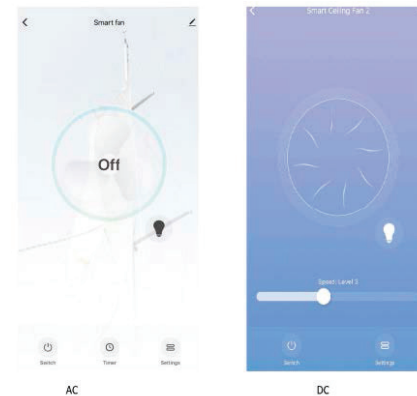 Smart fan
Off
Switch
Timer
Settings
AC
Smart Ceiling Fan 2
Speed: Level 3
Switch
Settings
DC